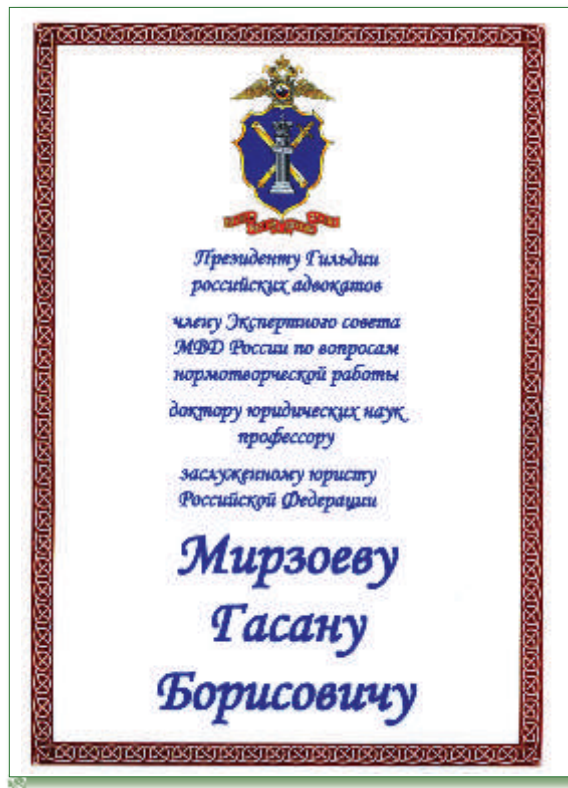 Президенту Гильдии
российских адвокатов
члену Экспертного совета
МВД России по вопросам
нормотворческой работы
доктору юридических наук
профессору
заслуженному юристу
Российской Федерации
Мирзоеву
Гасану
Борисовичу